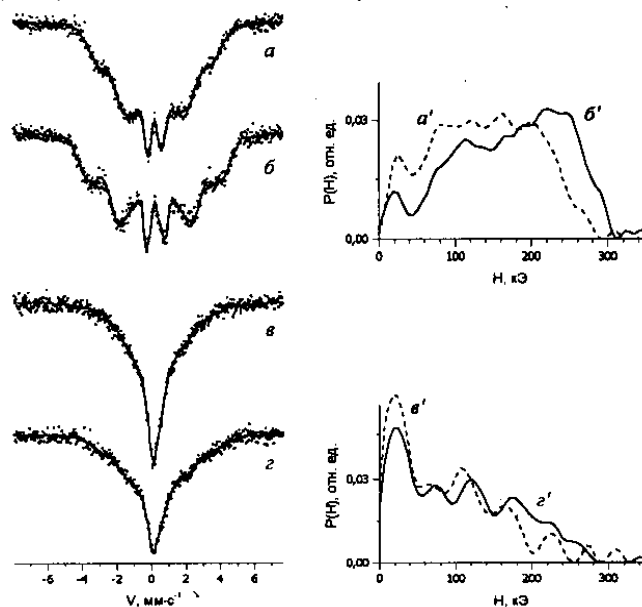 а
б
в
г
-6 -4 -2 0 2 4 6
V, мм·с⁻¹
P(H), отн. ед.
0,03
0,00
а'
б'
0 100 200 300
H, кЭ
P(H), отн. ед.
0,03
0,00
в'
г'
0 100 200 300
H, кЭ